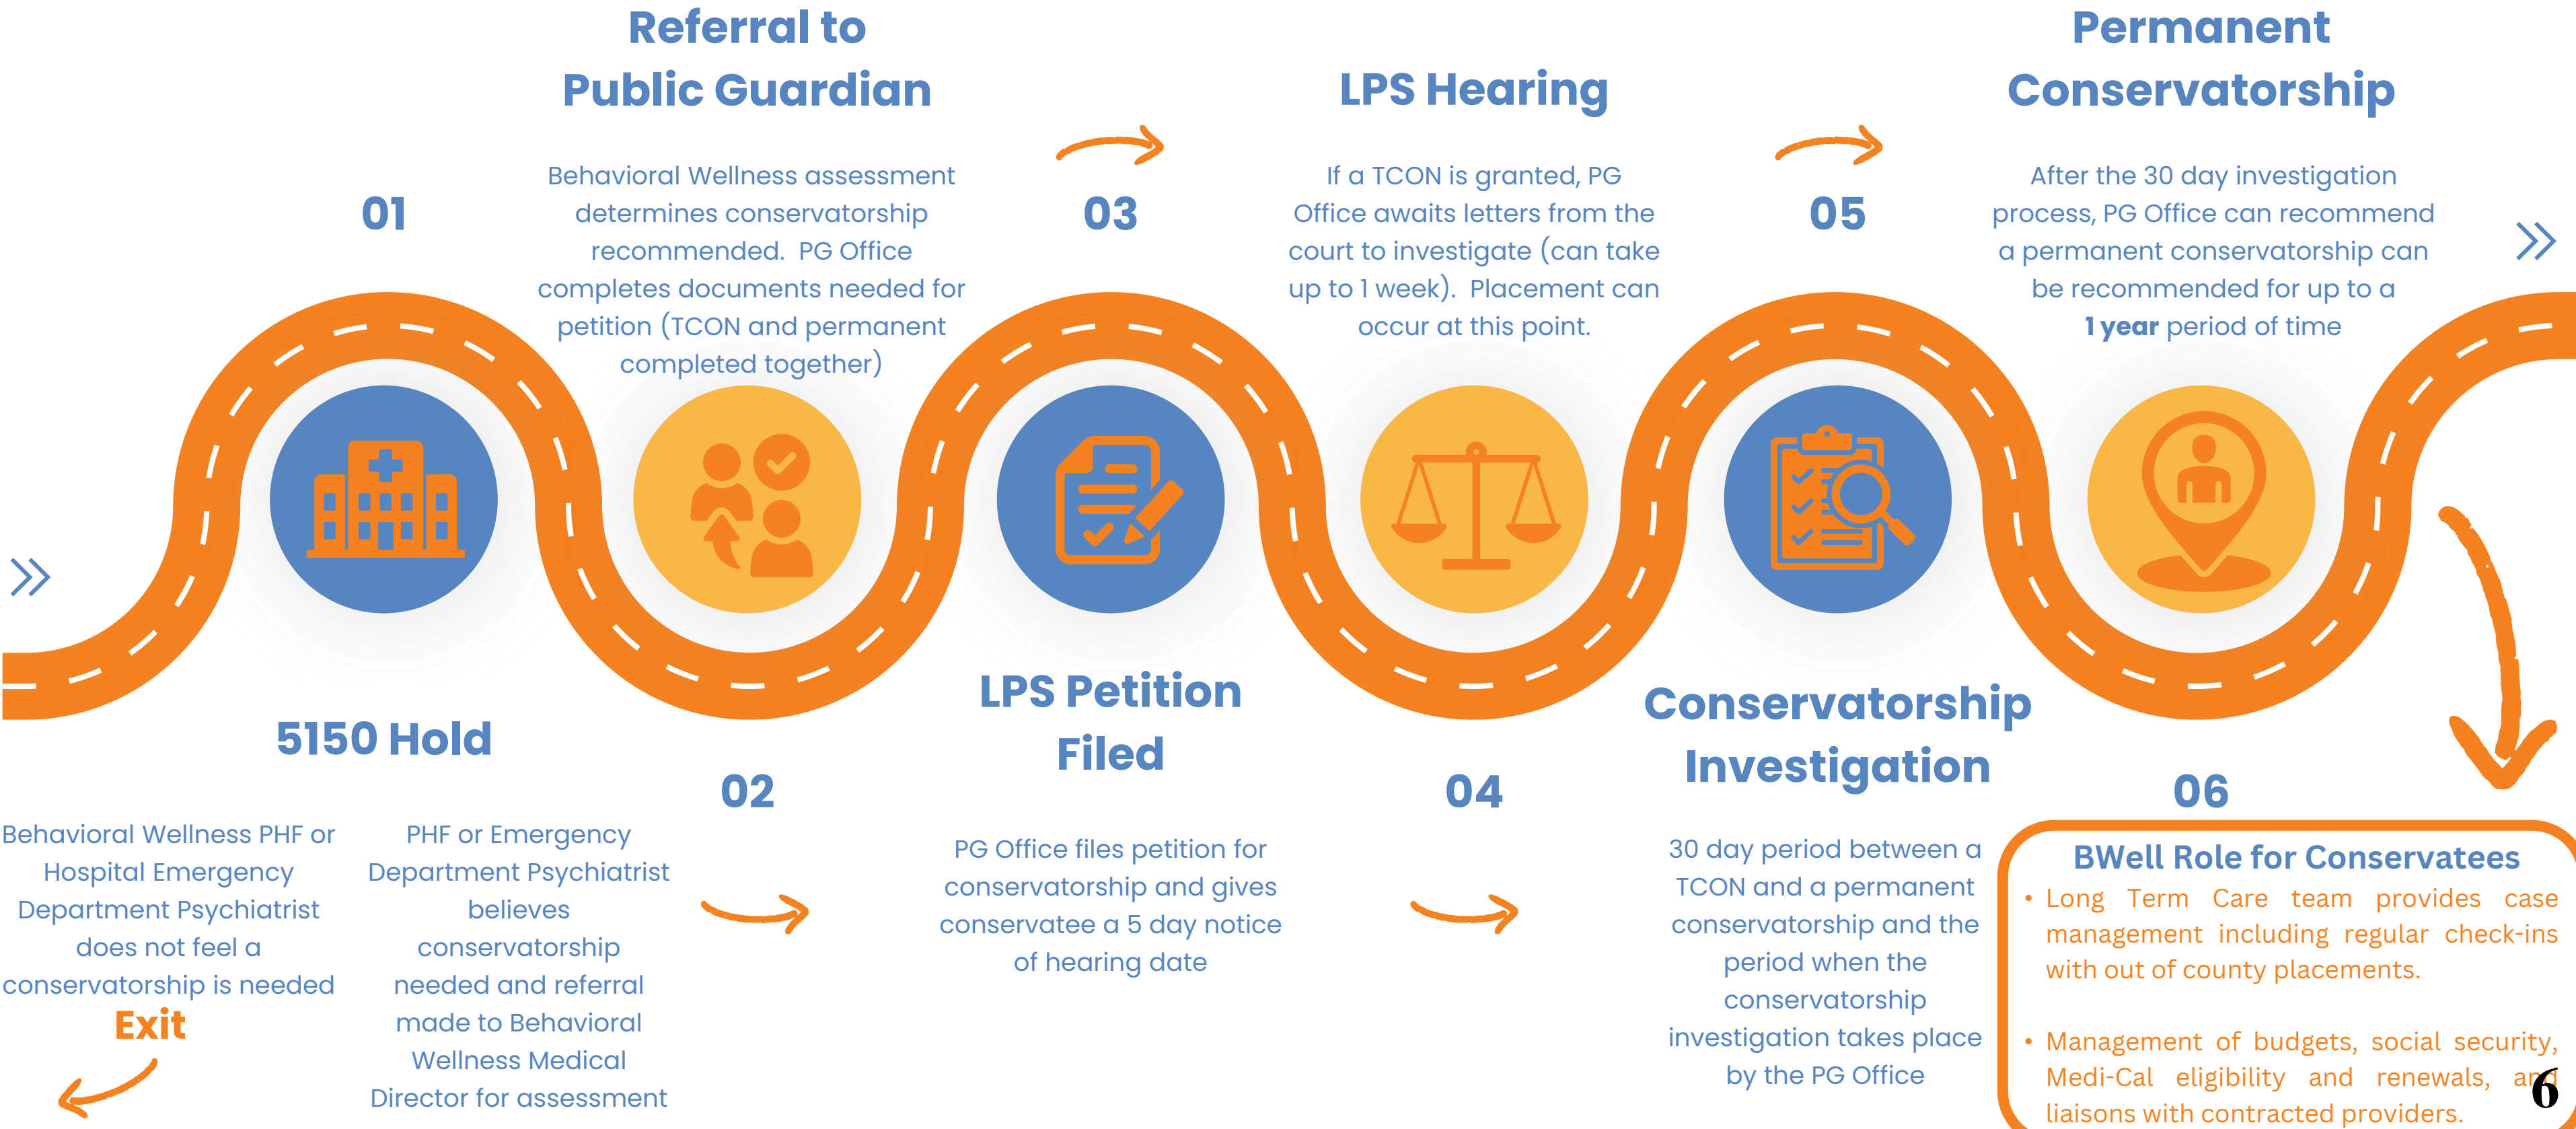 01
5150 Hold
Behavioral Wellness PHF or
Hospital Emergency
Department Psychiatrist
does not feel a
conservatorship is needed
Exit
PHF or Emergency
Department Psychiatrist
believes
conservatorship
needed and referral
made to Behavioral
Wellness Medical
Director for assessment
Referral to
Public Guardian
Behavioral Wellness assessment
determines conservatorship
recommended.  PG Office
completes documents needed for
petition (TCON and permanent
completed together)
02
03
LPS Petition
Filed
PG Office files petition for
conservatorship and gives
conservatee a 5 day notice
of hearing date
LPS Hearing
If a TCON is granted, PG
Office awaits letters from the
court to investigate (can take
up to 1 week).  Placement can
occur at this point.
04
05
Conservatorship
Investigation
30 day period between a
TCON and a permanent
conservatorship and the
period when the
conservatorship
investigation takes place
by the PG Office
Permanent
Conservatorship
After the 30 day investigation
process, PG Office can recommend
a permanent conservatorship can
be recommended for up to a
1 year period of time
06
BWell Role for Conservatees
• Long Term Care team provides case
management including regular check-ins
with out of county placements.
• Management of budgets, social security,
Medi-Cal eligibility and renewals, and
liaisons with contracted providers.
6